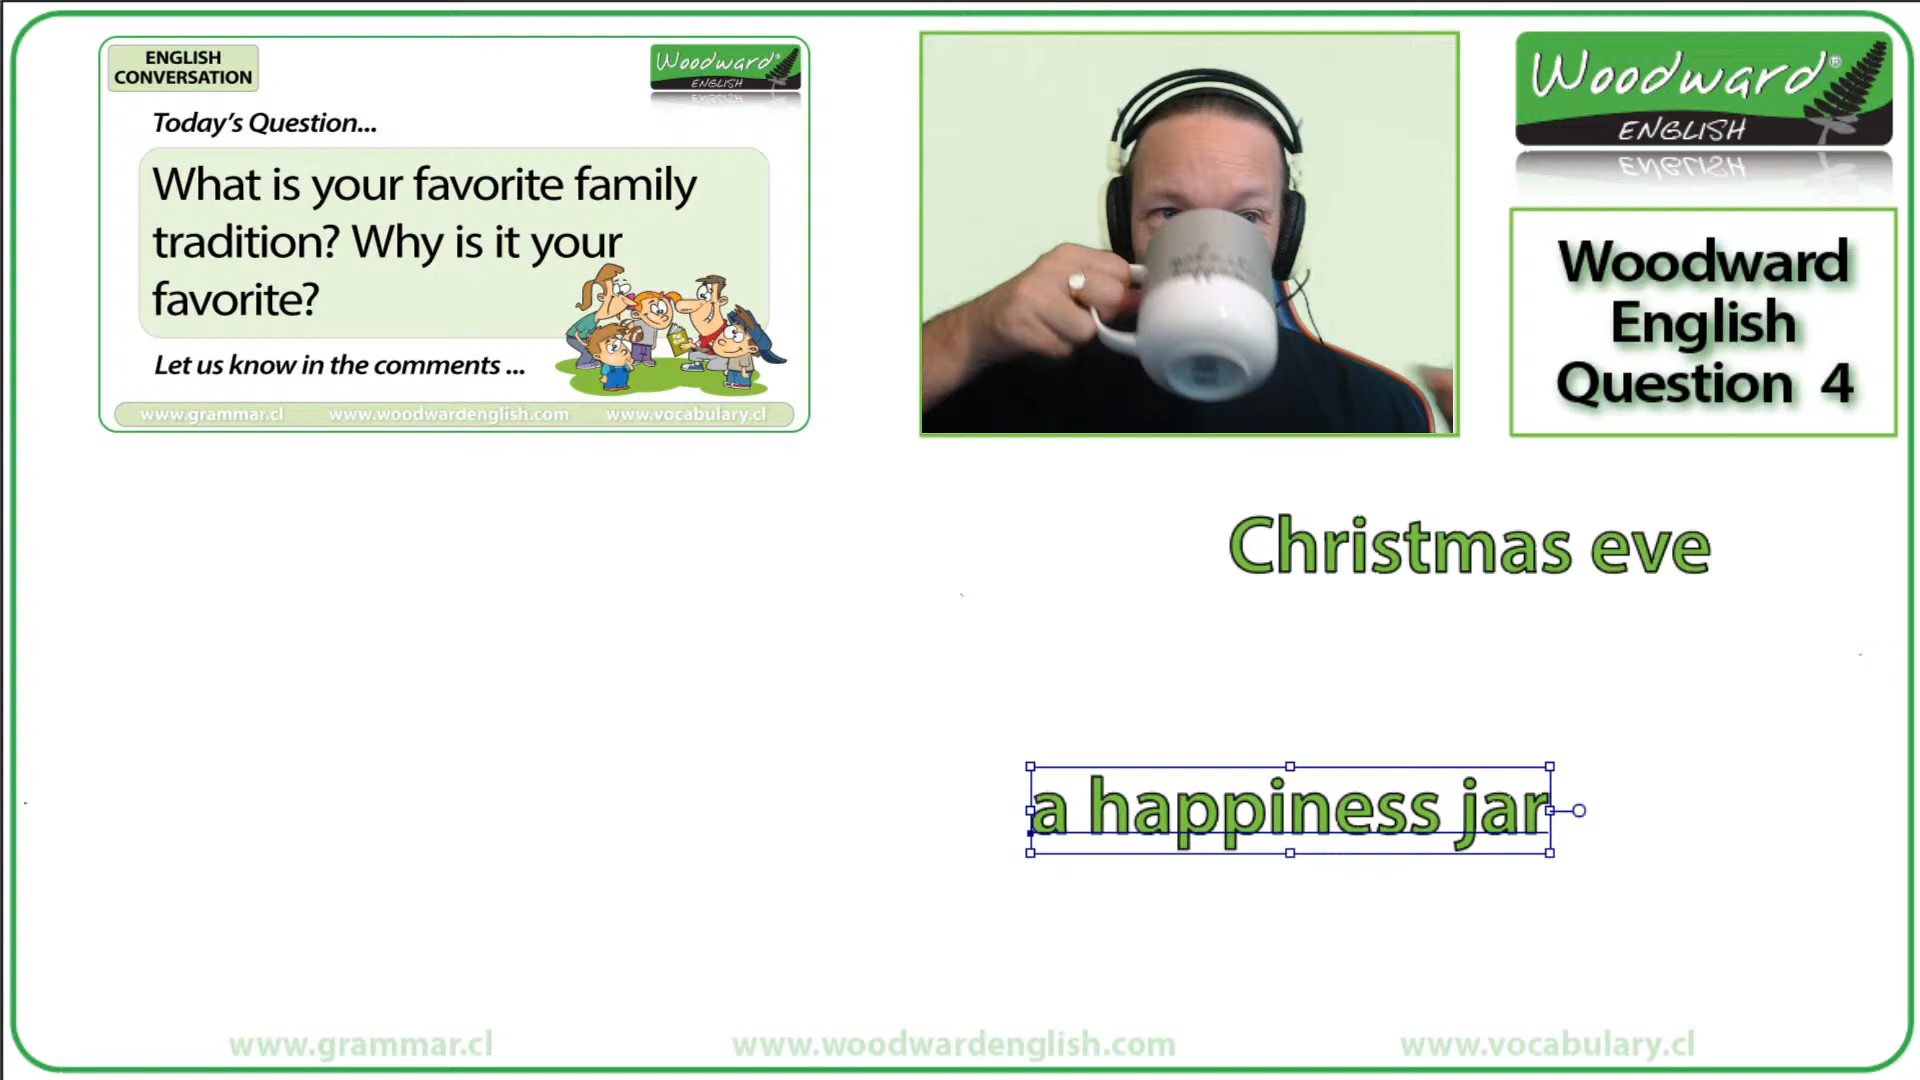 ENGLISH
CONVERSATION
Woodward
ENGLISH
Today's Question...
What is your favorite family
tradition? Why is it your
favorite?
Let us know in the comments ...
www.grammar.cl www.woodwardenglish.com www.vocabulary.cl
Woodward®
ENGLISH
Woodward
English
Question 4
Christmas eve
a happiness jar
www.grammar.cl www.woodwardenglish.com www.vocabulary.cl